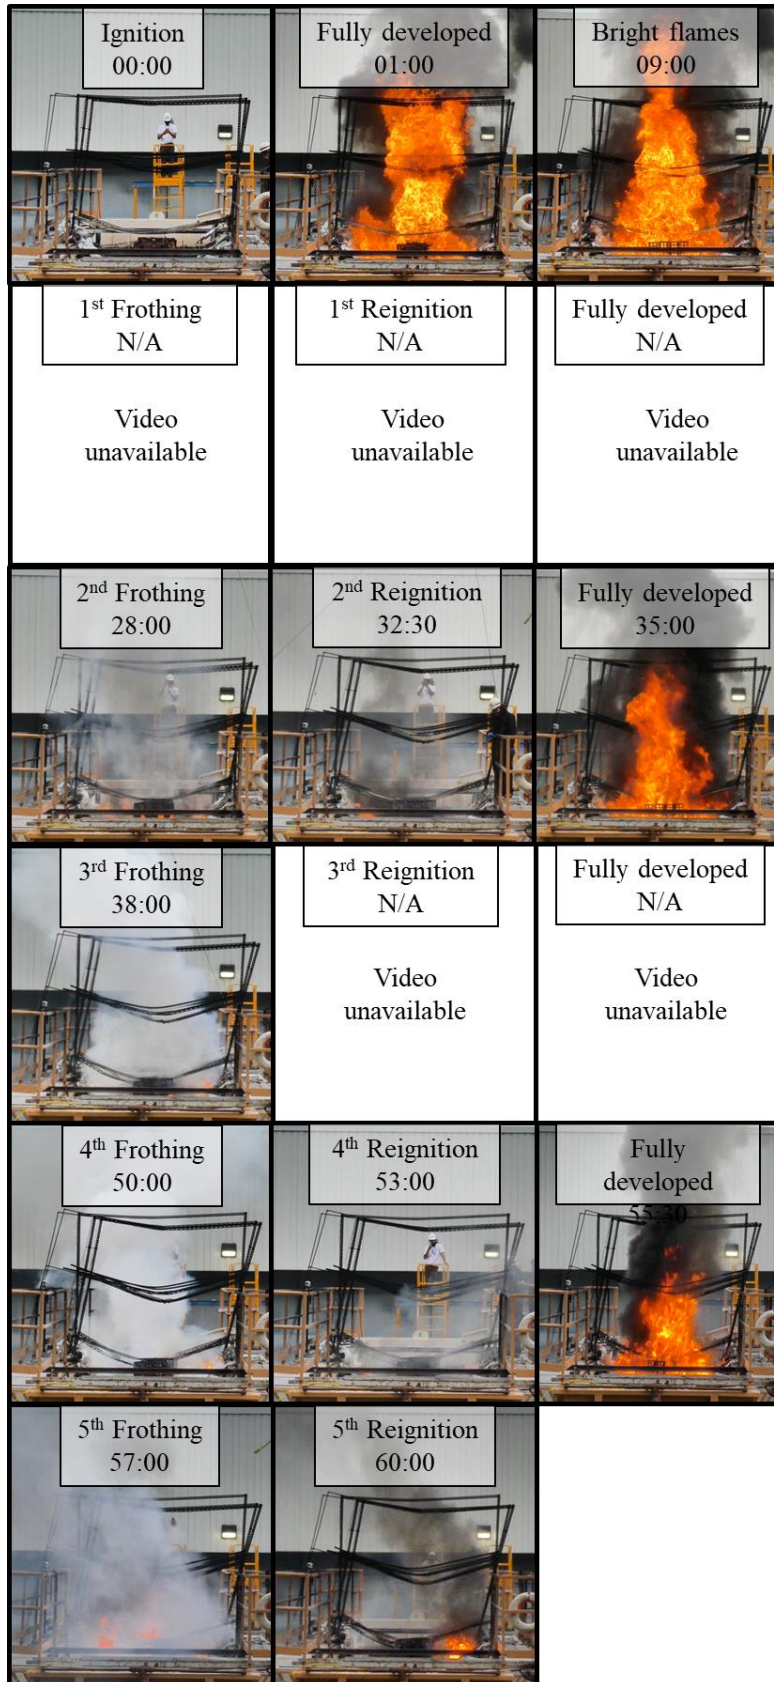 Ignition
00:00
Fully developed
01:00
Bright flames
09:00
1st Frothing
N/A
Video
unavailable
1st Reignition
N/A
Video
unavailable
Fully developed
N/A
Video
unavailable
2nd Frothing
28:00
2nd Reignition
32:30
Fully developed
35:00
3rd Frothing
38:00
3rd Reignition
N/A
Video
unavailable
Fully developed
N/A
Video
unavailable
4th Frothing
50:00
4th Reignition
53:00
Fully
developed
55:30
5th Frothing
57:00
5th Reignition
60:00